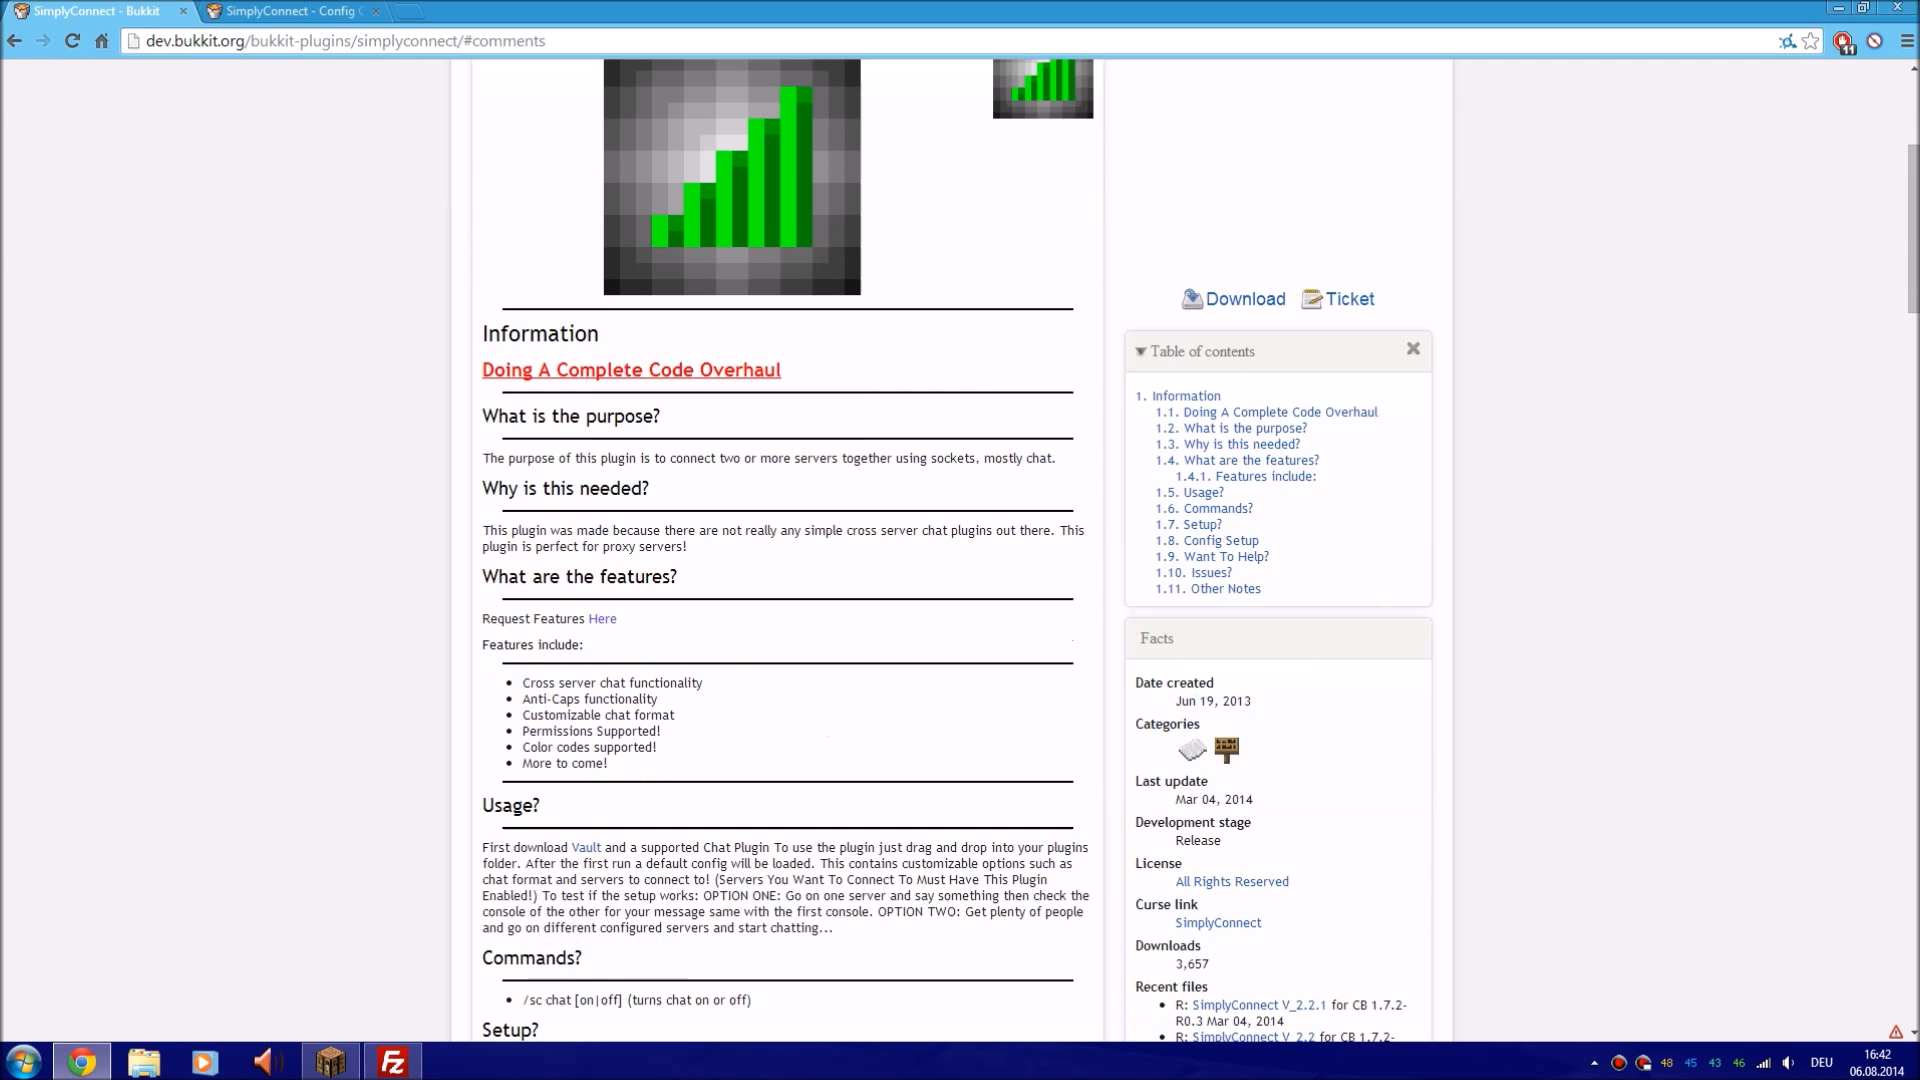 SimplyConnect - Bukkit
SimplyConnect - Config
dev.bukkit.org/bukkit-plugins/simplyconnect/#comments
11
Download
Ticket
Information
Doing A Complete Code Overhaul
What is the purpose?
The purpose of this plugin is to connect two or more servers together using sockets, mostly chat.
Why is this needed?
This plugin was made because there are not really any simple cross server chat plugins out there. This
plugin is perfect for proxy servers!
What are the features?
Request Features Here
Features include:
• Cross server chat functionality
• Anti-Caps functionality
• Customizable chat format
• Permissions Supported!
• Color codes supported!
• More to come!
Usage?
First download Vault and a supported Chat Plugin To use the plugin just drag and drop into your plugins
folder. After the first run a default config will be loaded. This contains customizable options such as
chat format and servers to connect to! (Servers You Want To Connect To Must Have This Plugin
Enabled!) To test if the setup works: OPTION ONE: Go on one server and say something then check the
console of the other for your message same with the first console. OPTION TWO: Get plenty of people
and go on different configured servers and start chatting...
Commands?
• /sc chat [on|off] (turns chat on or off)
Setup?
Table of contents
1. Information
1.1. Doing A Complete Code Overhaul
1.2. What is the purpose?
1.3. Why is this needed?
1.4. What are the features?
1.4.1. Features include:
1.5. Usage?
1.6. Commands?
1.7. Setup?
1.8. Config Setup
1.9. Want To Help?
1.10. Issues?
1.11. Other Notes
Facts
Date created
Jun 19, 2013
Categories
Last update
Mar 04, 2014
Development stage
Release
License
All Rights Reserved
Curse link
SimplyConnect
Downloads
3,657
Recent files
• R: SimplyConnect V_2.2.1 for CB 1.7.2-
R0.3 Mar 04, 2014
• R: SimplyConnect V_2.2 for CB 1.7.2-
Fz
48 45 43 46
DEU
16:42
06.08.2014